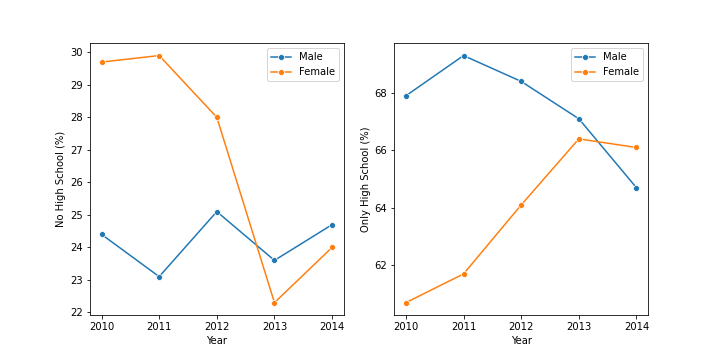 No High School (%)
30
29
28
27
26
25
24
23
22
2010 2011 2012 2013 2014
Year
Male
Female
Only High School (%)
68
66
64
62
2010 2011 2012 2013 2014
Year
Male
Female